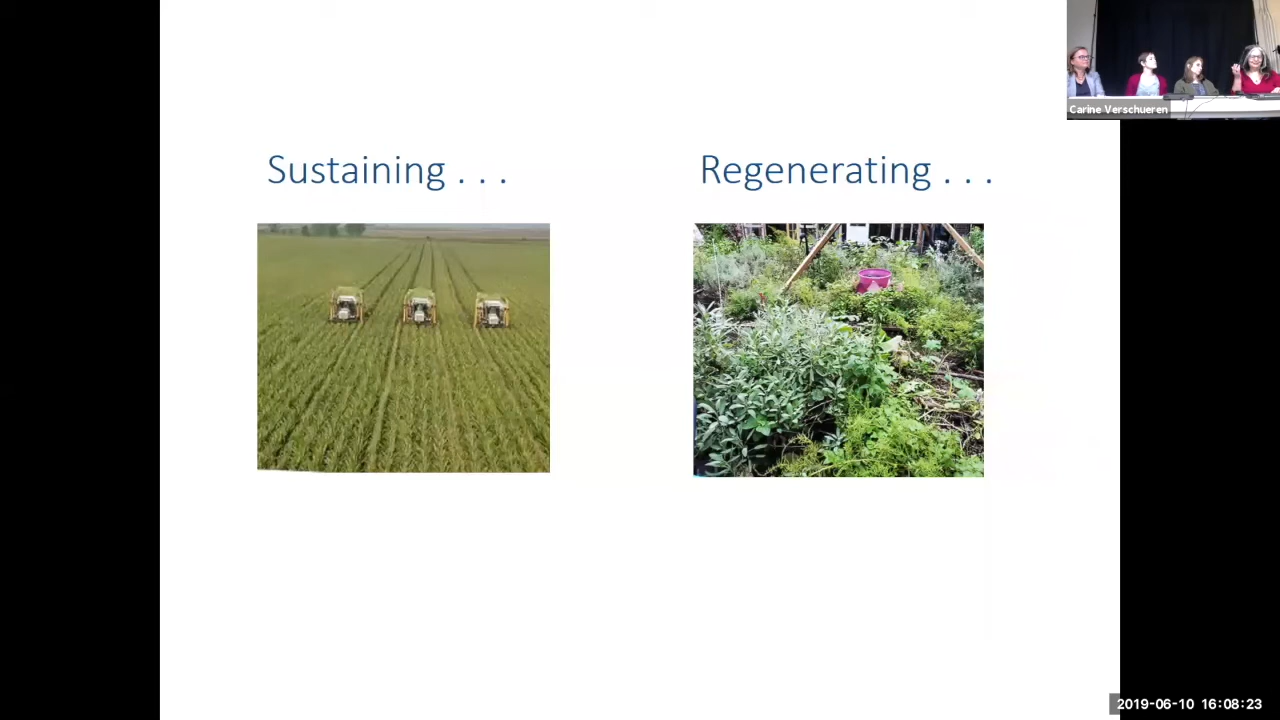 Carine Verschueren
Sustaining . . .
Regenerating . . .
2019-06-10 16:08:23